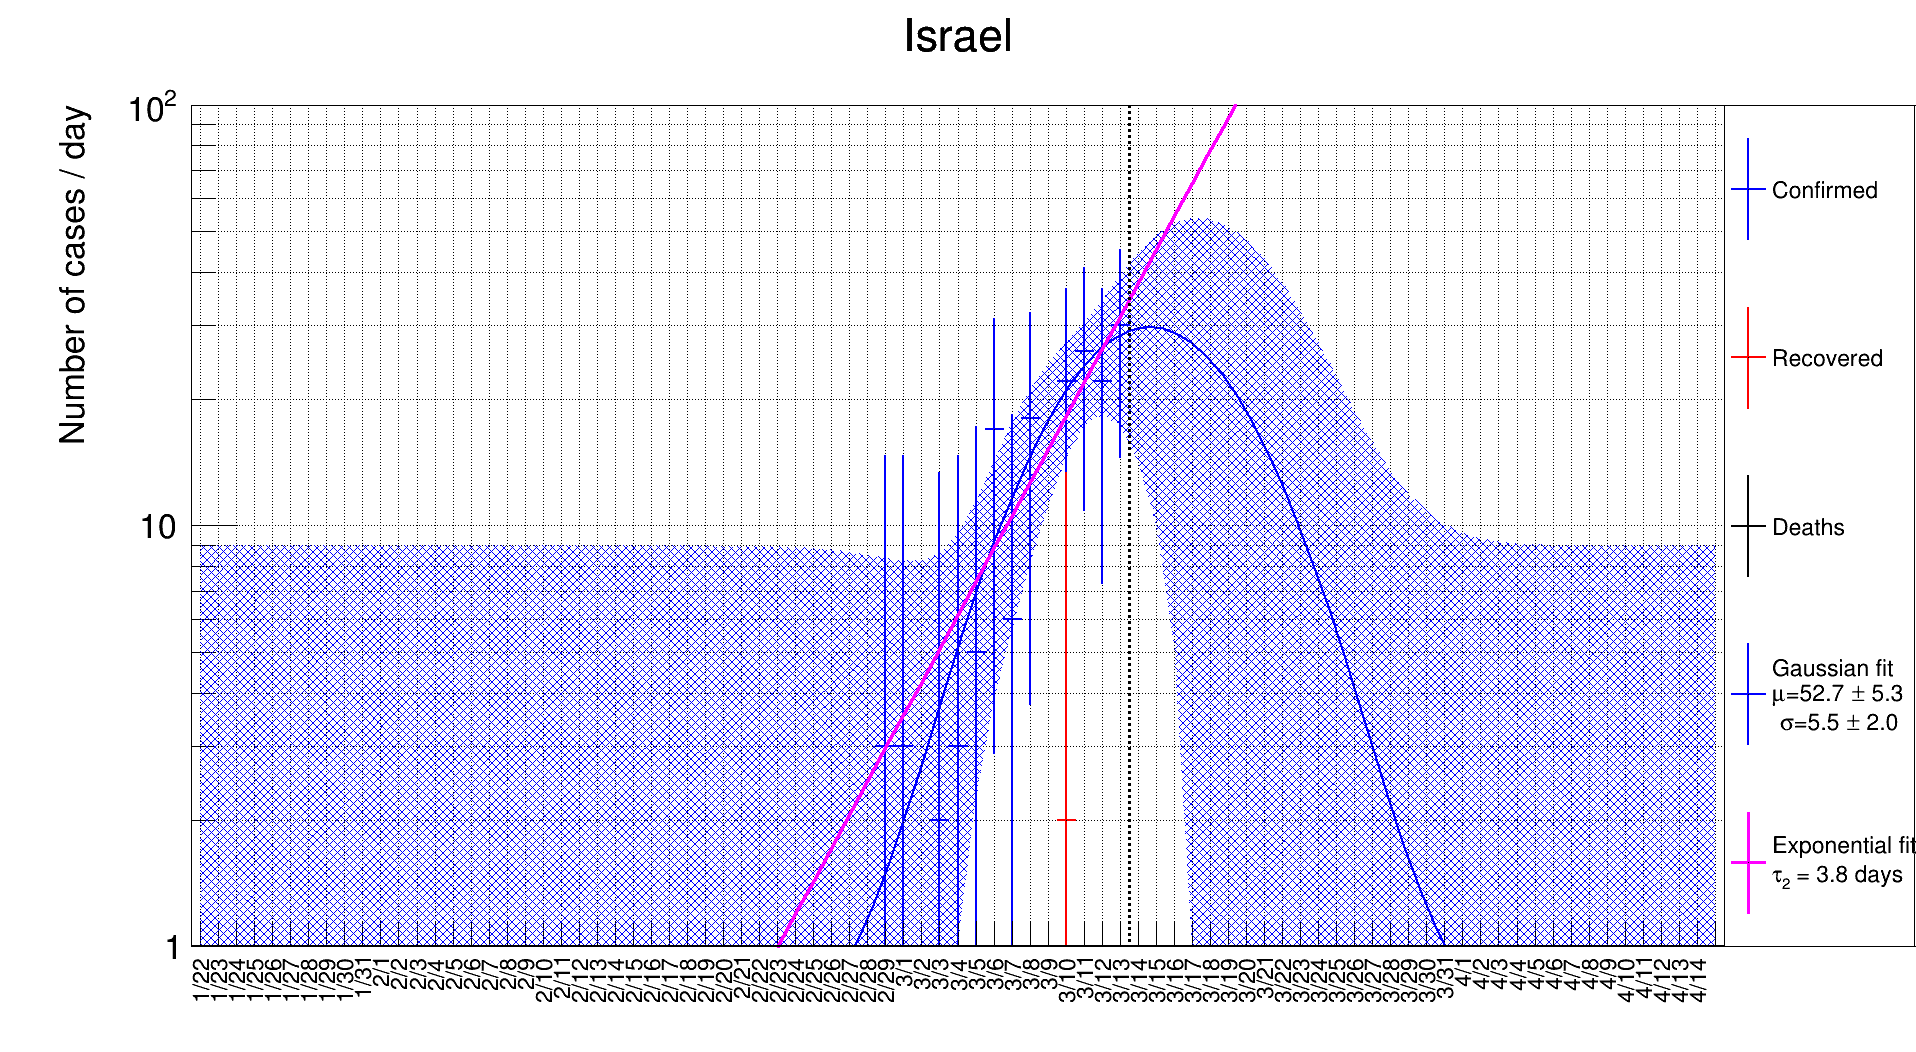 Israel
Number of cases / day
10²
10
1
1/22 1/23 1/24 1/25 1/26 1/27 1/28 1/29 1/30 1/31 2/1 2/2 2/3 2/4 2/5 2/6 2/7 2/8 2/9 2/10 2/11 2/12 2/13 2/14 2/15 2/16 2/17 2/18 2/19 2/20 2/21 2/22 2/23 2/24 2/25 2/26 2/27 2/28 2/29 3/1 3/2 3/3 3/4 3/5 3/6 3/7 3/8 3/9 3/10 3/11 3/12 3/13 3/14 3/15 3/16 3/17 3/18 3/19 3/20 3/21 3/22 3/23 3/24 3/25 3/26 3/27 3/28 3/29 3/30 3/31 4/1 4/2 4/3 4/4 4/5 4/6 4/7 4/8 4/9 4/10 4/11 4/12 4/13 4/14
Confirmed
Recovered
Deaths
Gaussian fit
μ=52.7 ± 5.3
σ=5.5 ± 2.0
Exponential fit
τ₂ = 3.8 days